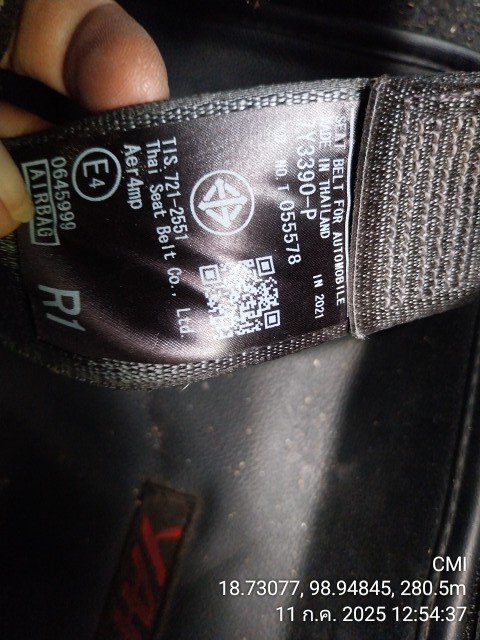 SEAT BELT FOR AUTOMOBILE
MADE IN THAILAND IN 2021
7Y3390-P
NO.T 055578
TIS. 721-2551
Thai Seat Belt Co., Ltd.
Aer4mp
E4
0645999
AIRBAG
R1
YAH
CMI
18.73077, 98.94845, 280.5m
11 ก.ค. 2025 12:54:37